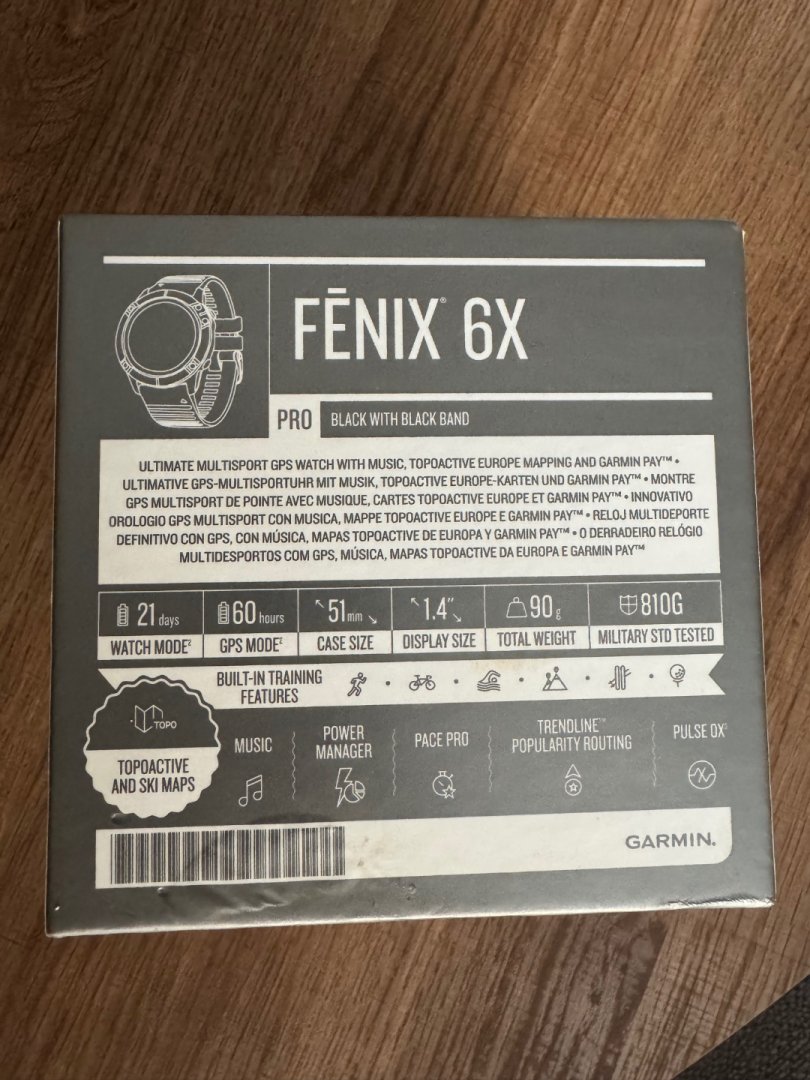 FĒNIX® 6X
PRO BLACK WITH BLACK BAND
ULTIMATE MULTISPORT GPS WATCH WITH MUSIC, TOPOACTIVE EUROPE MAPPING AND GARMIN PAY™ •
ULTIMATIVE GPS-MULTISPORTUHR MIT MUSIK, TOPOACTIVE EUROPE-KARTEN UND GARMIN PAY™ • MONTRE
GPS MULTISPORT DE POINTE AVEC MUSIQUE, CARTES TOPOACTIVE EUROPE ET GARMIN PAY™ • INNOVATIVO
OROLOGIO GPS MULTISPORT CON MUSICA, MAPPE TOPOACTIVE EUROPE E GARMIN PAY™ • RELOJ MULTIDEPORTE
DEFINITIVO CON GPS, CON MÚSICA, MAPAS TOPOACTIVE DE EUROPA Y GARMIN PAY™ • O DERRADEIRO RELÓGIO
MULTIDESPORTOS COM GPS, MÚSICA, MAPAS TOPOACTIVE DA EUROPA E GARMIN PAY™
21 days 60 hours 51mm 1.4″ 90g 810G
WATCH MODE² GPS MODE² CASE SIZE DISPLAY SIZE TOTAL WEIGHT MILITARY STD TESTED
BUILT-IN TRAINING
FEATURES
TOPO
TOPOACTIVE
AND SKI MAPS
MUSIC
POWER
MANAGER
PACE PRO
TRENDLINE™
POPULARITY ROUTING
PULSE OX
GARMIN.